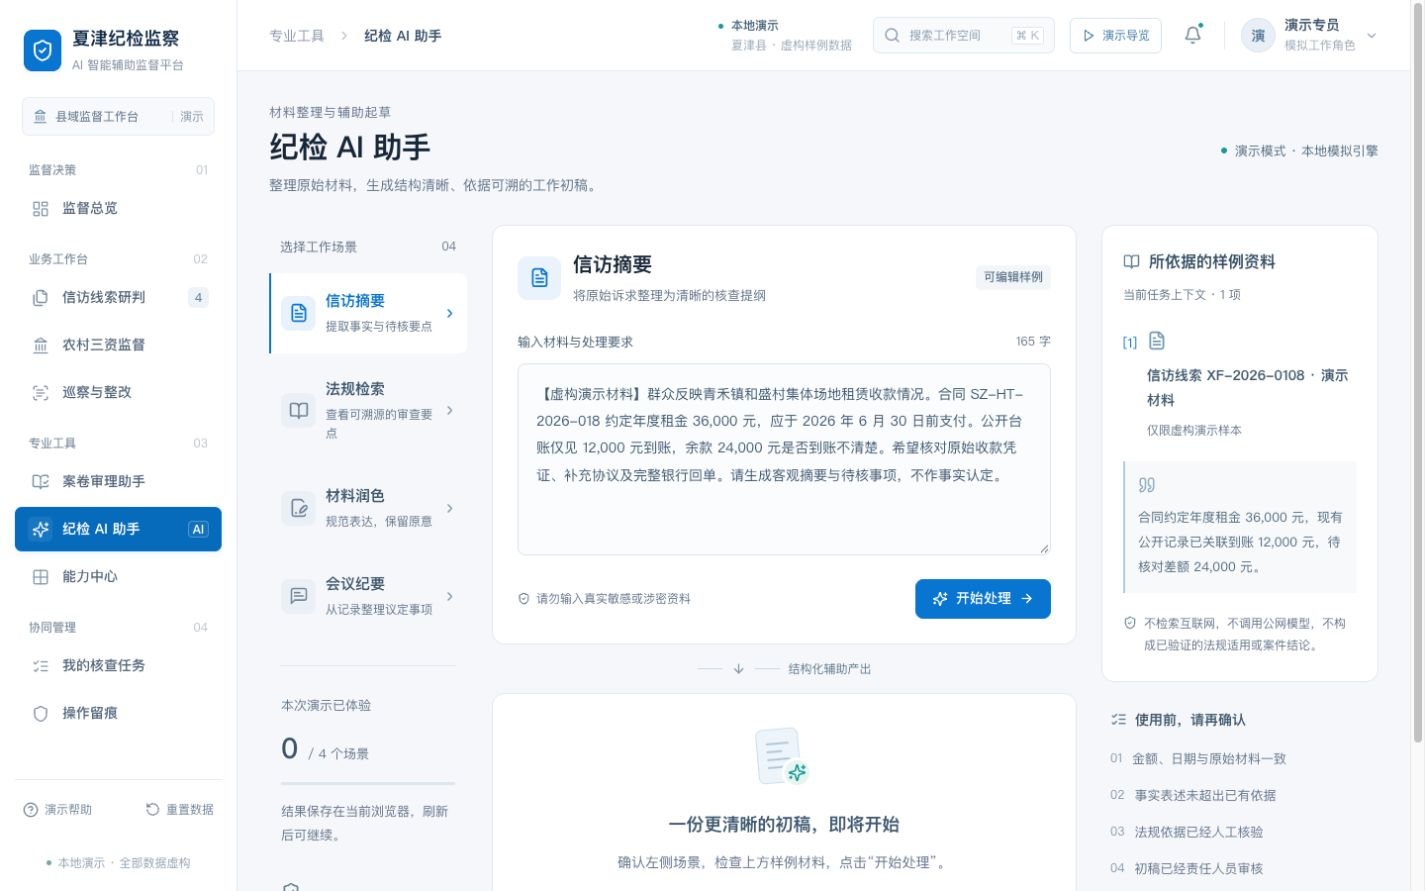 夏津纪检监察
AI 智能辅助监督平台
县域监督工作台 演示
监督决策 01
监督总览
业务工作台 02
信访线索研判 4
农村三资监督
巡察与整改
专业工具 03
案卷审理助手
纪检 AI 助手 AI
能力中心
协同管理 04
我的核查任务
操作留痕
演示帮助 重置数据
本地演示 · 全部数据虚构
专业工具 纪检 AI 助手
本地演示
夏津县 · 虚构样例数据
搜索工作空间 ⌘ K
演示导览
演
演示专员
模拟工作角色
材料整理与辅助起草
纪检 AI 助手
整理原始材料，生成结构清晰、依据可溯的工作初稿。
演示模式 · 本地模拟引擎
选择工作场景 04
信访摘要
提取事实与待核要点
法规检索
查看可溯源的审查要
点
材料润色
规范表达，保留原意
会议纪要
从记录整理议定事项
本次演示已体验
0 / 4 个场景
结果保存在当前浏览器，刷新
后可继续。
信访摘要
将原始诉求整理为清晰的核查提纲
可编辑样例
输入材料与处理要求 165 字
【虚构演示材料】群众反映青禾镇和盛村集体场地租赁收款情况。合同 SZ-HT-
2026-018 约定年度租金 36,000 元，应于 2026 年 6 月 30 日前支付。公开台
账仅见 12,000 元到账，余款 24,000 元是否到账不清楚。希望核对原始收款凭
证、补充协议及完整银行回单。请生成客观摘要与待核事项，不作事实认定。
请勿输入真实敏感或涉密资料
开始处理
结构化辅助产出
一份更清晰的初稿，即将开始
确认左侧场景，检查上方样例材料，点击“开始处理”。
所依据的样例资料
当前任务上下文 · 1 项
[1]
信访线索 XF-2026-0108 · 演示
材料
仅限虚构演示样本
合同约定年度租金 36,000 元，现有
公开记录已关联到账 12,000 元，待
核对差额 24,000 元。
不检索互联网，不调用公网模型，不构
成已验证的法规适用或案件结论。
使用前，请再确认
01 金额、日期与原始材料一致
02 事实表述未超出已有依据
03 法规依据已经人工核验
04 初稿已经责任人员审核